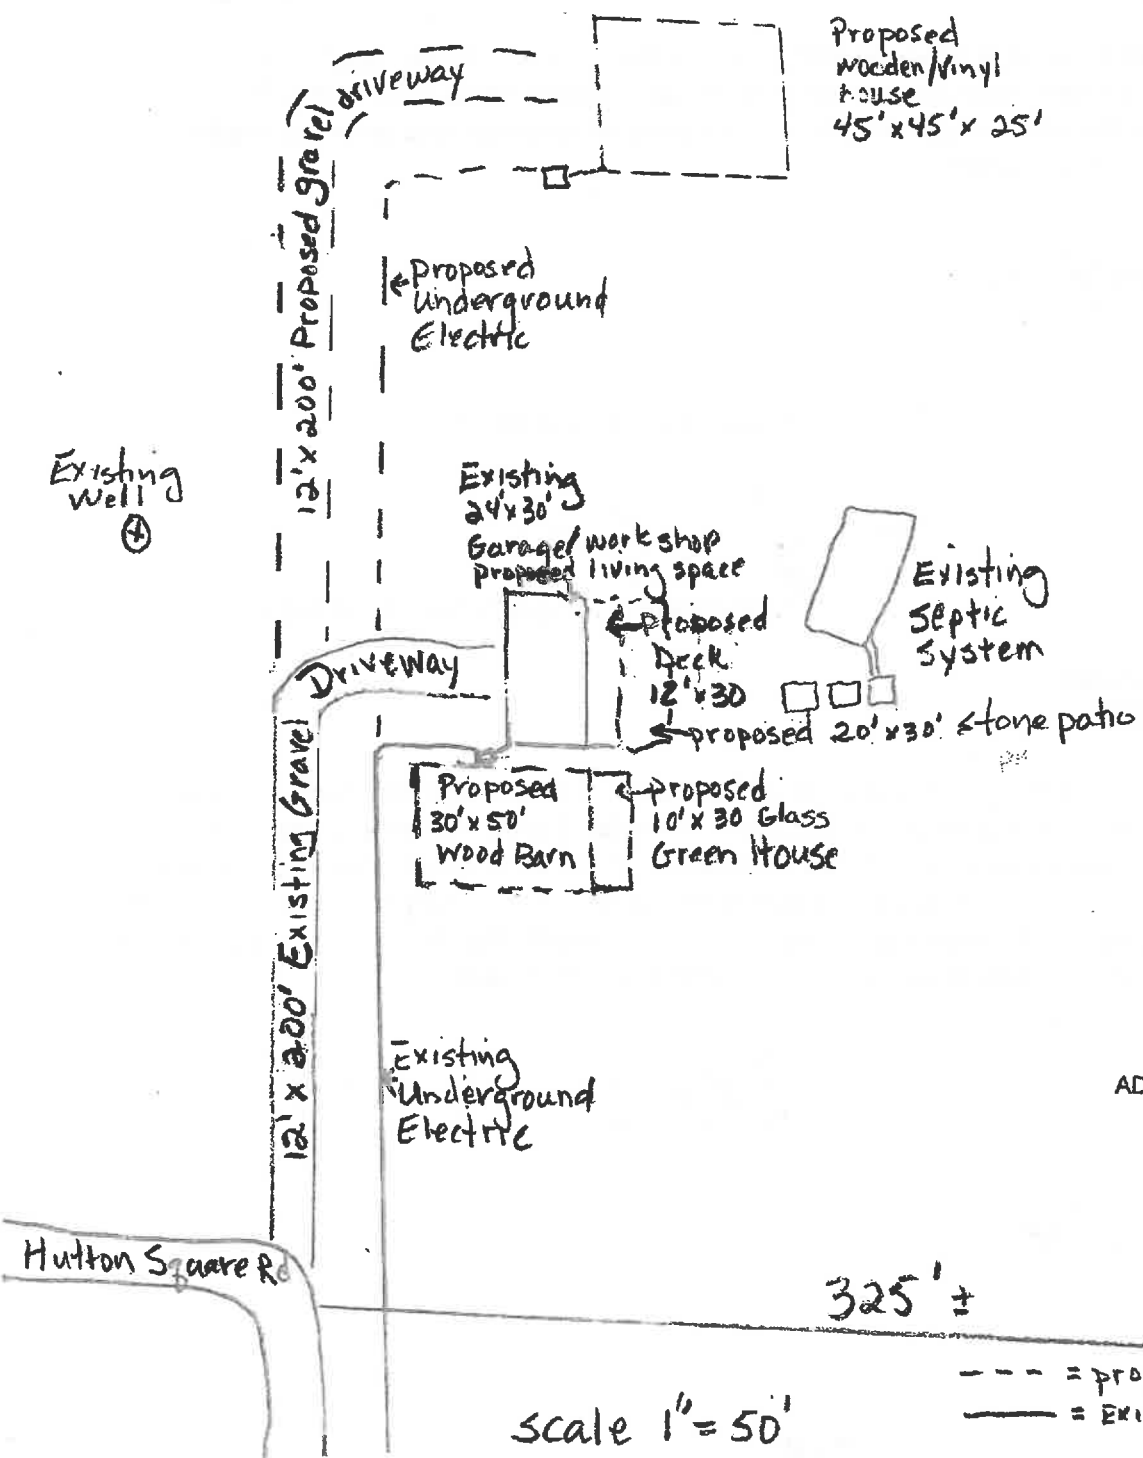 Proposed
Wooden/Vinyl
house
45'x45'x 25'
12'x200' Proposed gravel driveway
Proposed
Underground
Electric
Existing
Well
Existing
24'x30'
Garage/workshop
proposed living space
Proposed
Deck
12'x30
Existing
Septic
System
Driveway
proposed 20'x30' stone patio
12' x 200' Existing Gravel
Proposed
30'x50'
Wood Barn
proposed
10'x30 Glass
Green House
Existing
Underground
Electric
AD
Hutton Square Rd
325' ±
--- = pro
— = Exi
scale 1"=50'